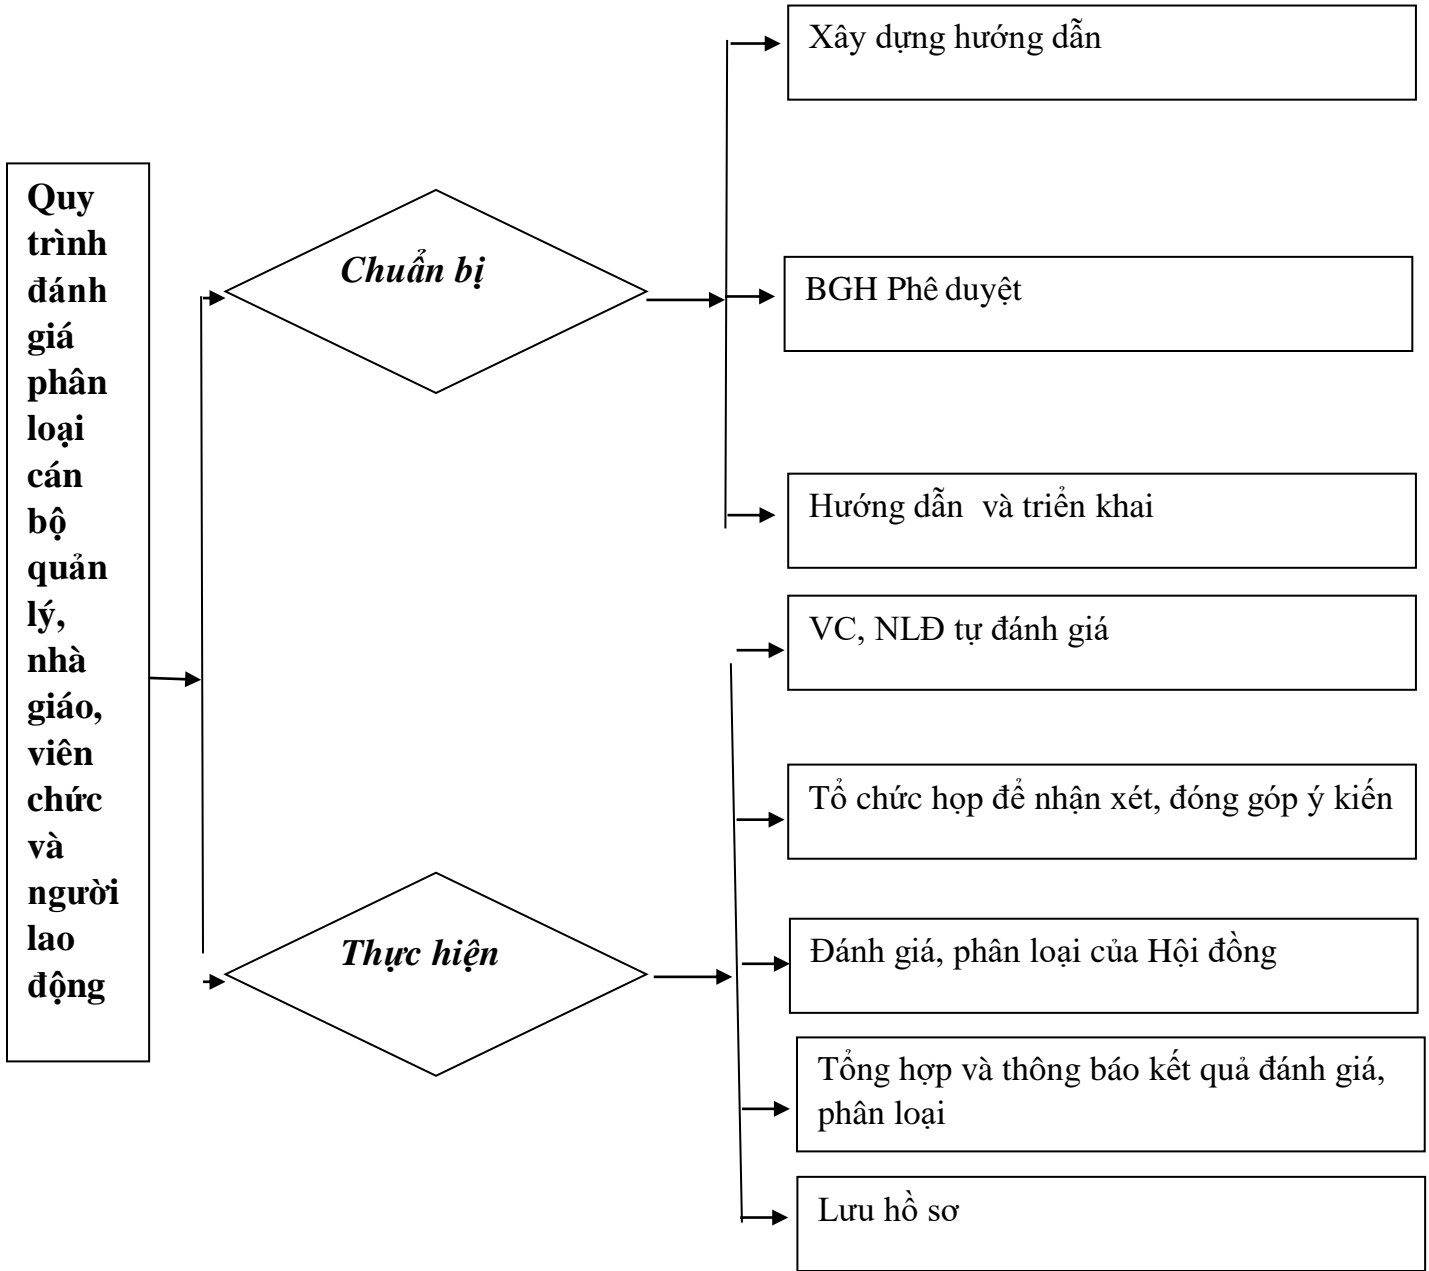 Quy
trình
đánh
giá
phân
loại
cán
bộ
quản
lý,
nhà
giáo,
viên
chức
và
người
lao
động
Chuẩn bị
Xây dựng hướng dẫn
BGH Phê duyệt
Hướng dẫn  và triển khai
Thực hiện
VC, NLĐ tự đánh giá
Tổ chức họp để nhận xét, đóng góp ý kiến
Đánh giá, phân loại của Hội đồng
Tổng hợp và thông báo kết quả đánh giá,
phân loại
Lưu hồ sơ